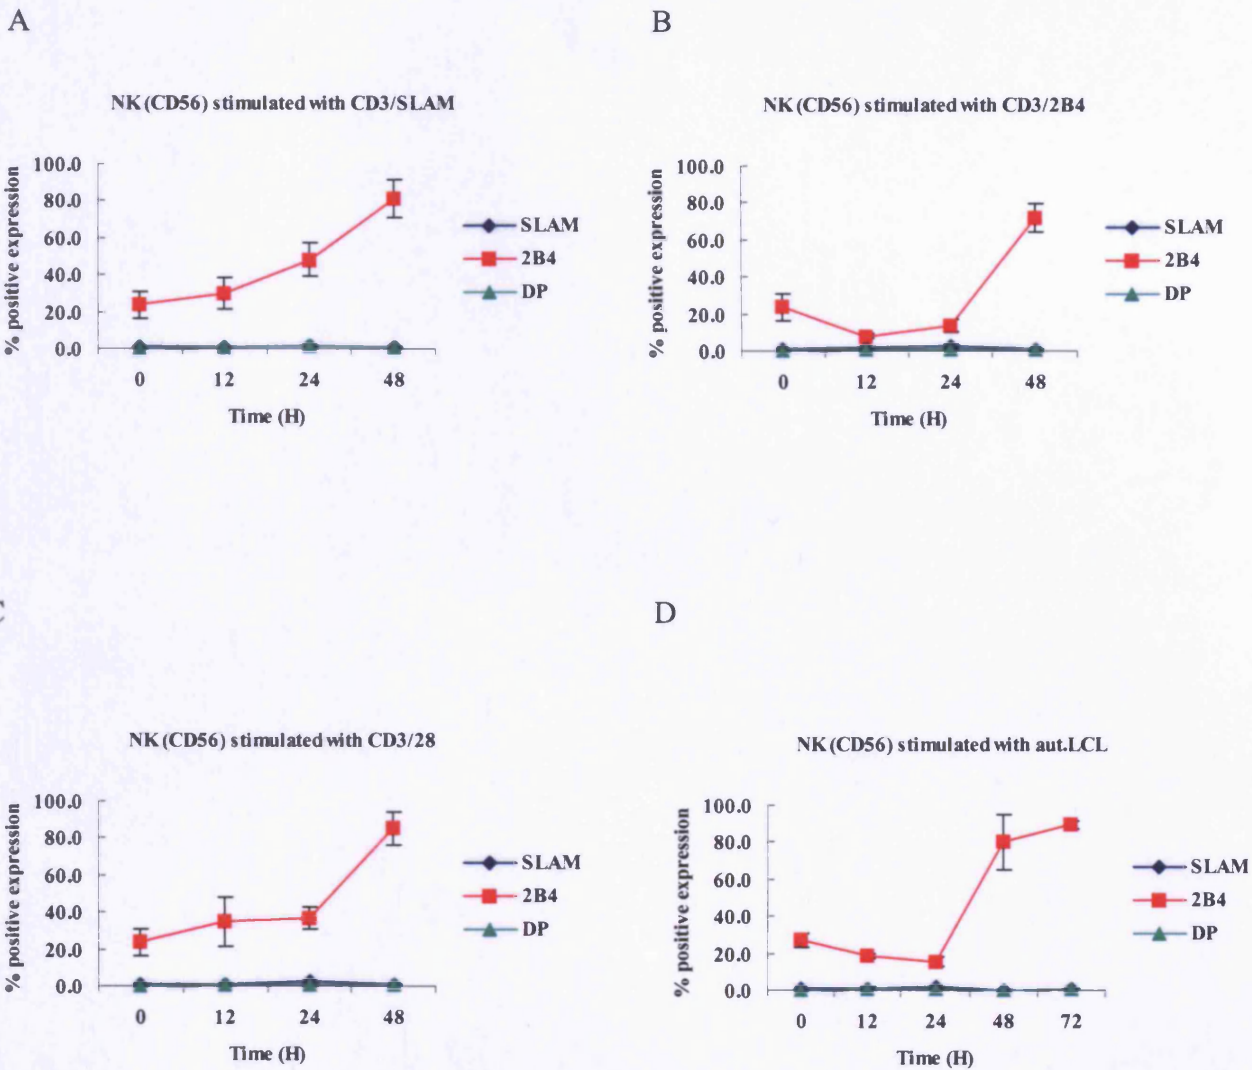 A
NK (CD56) stimulated with CD3/SLAM
% positive expression
100.0
80.0
60.0
40.0
20.0
0.0
0 12 24 48
Time (H)
SLAM
2B4
DP
B
NK (CD56) stimulated with CD3/2B4
% positive expression
100.0
80.0
60.0
40.0
20.0
0.0
0 12 24 48
Time (H)
SLAM
2B4
DP
C
NK (CD56) stimulated with CD3/28
% positive expression
100.0
80.0
60.0
40.0
20.0
0.0
0 12 24 48
Time (H)
SLAM
2B4
DP
D
NK (CD56) stimulated with aut.LCL
% positive expression
100.0
80.0
60.0
40.0
20.0
0.0
0 12 24 48 72
Time (H)
SLAM
2B4
DP